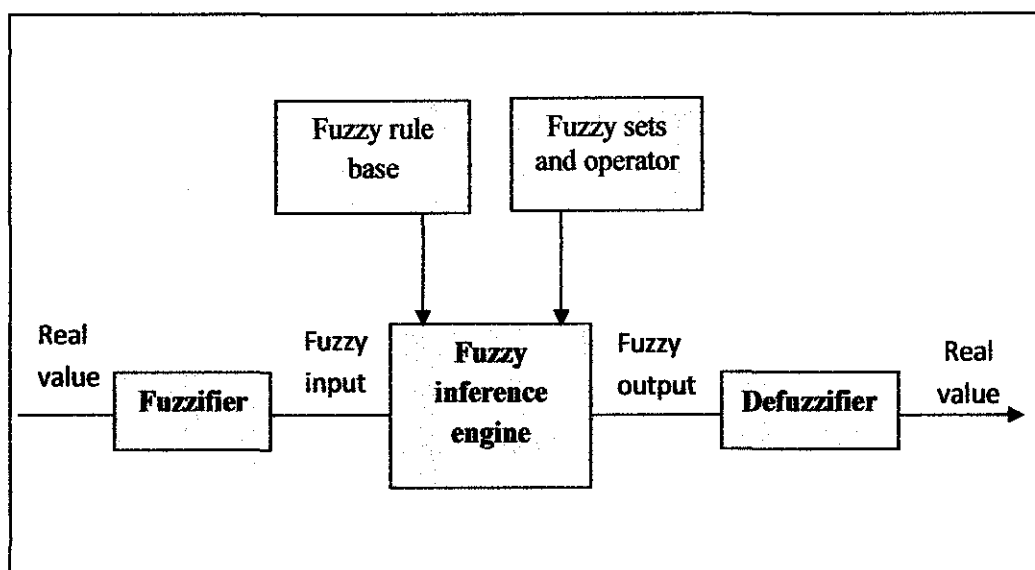 Fuzzy rule
base
Fuzzy sets
and operator
Real
value
Fuzzifier
Fuzzy
input
Fuzzy
inference
engine
Fuzzy
output
Defuzzifier
Real
value